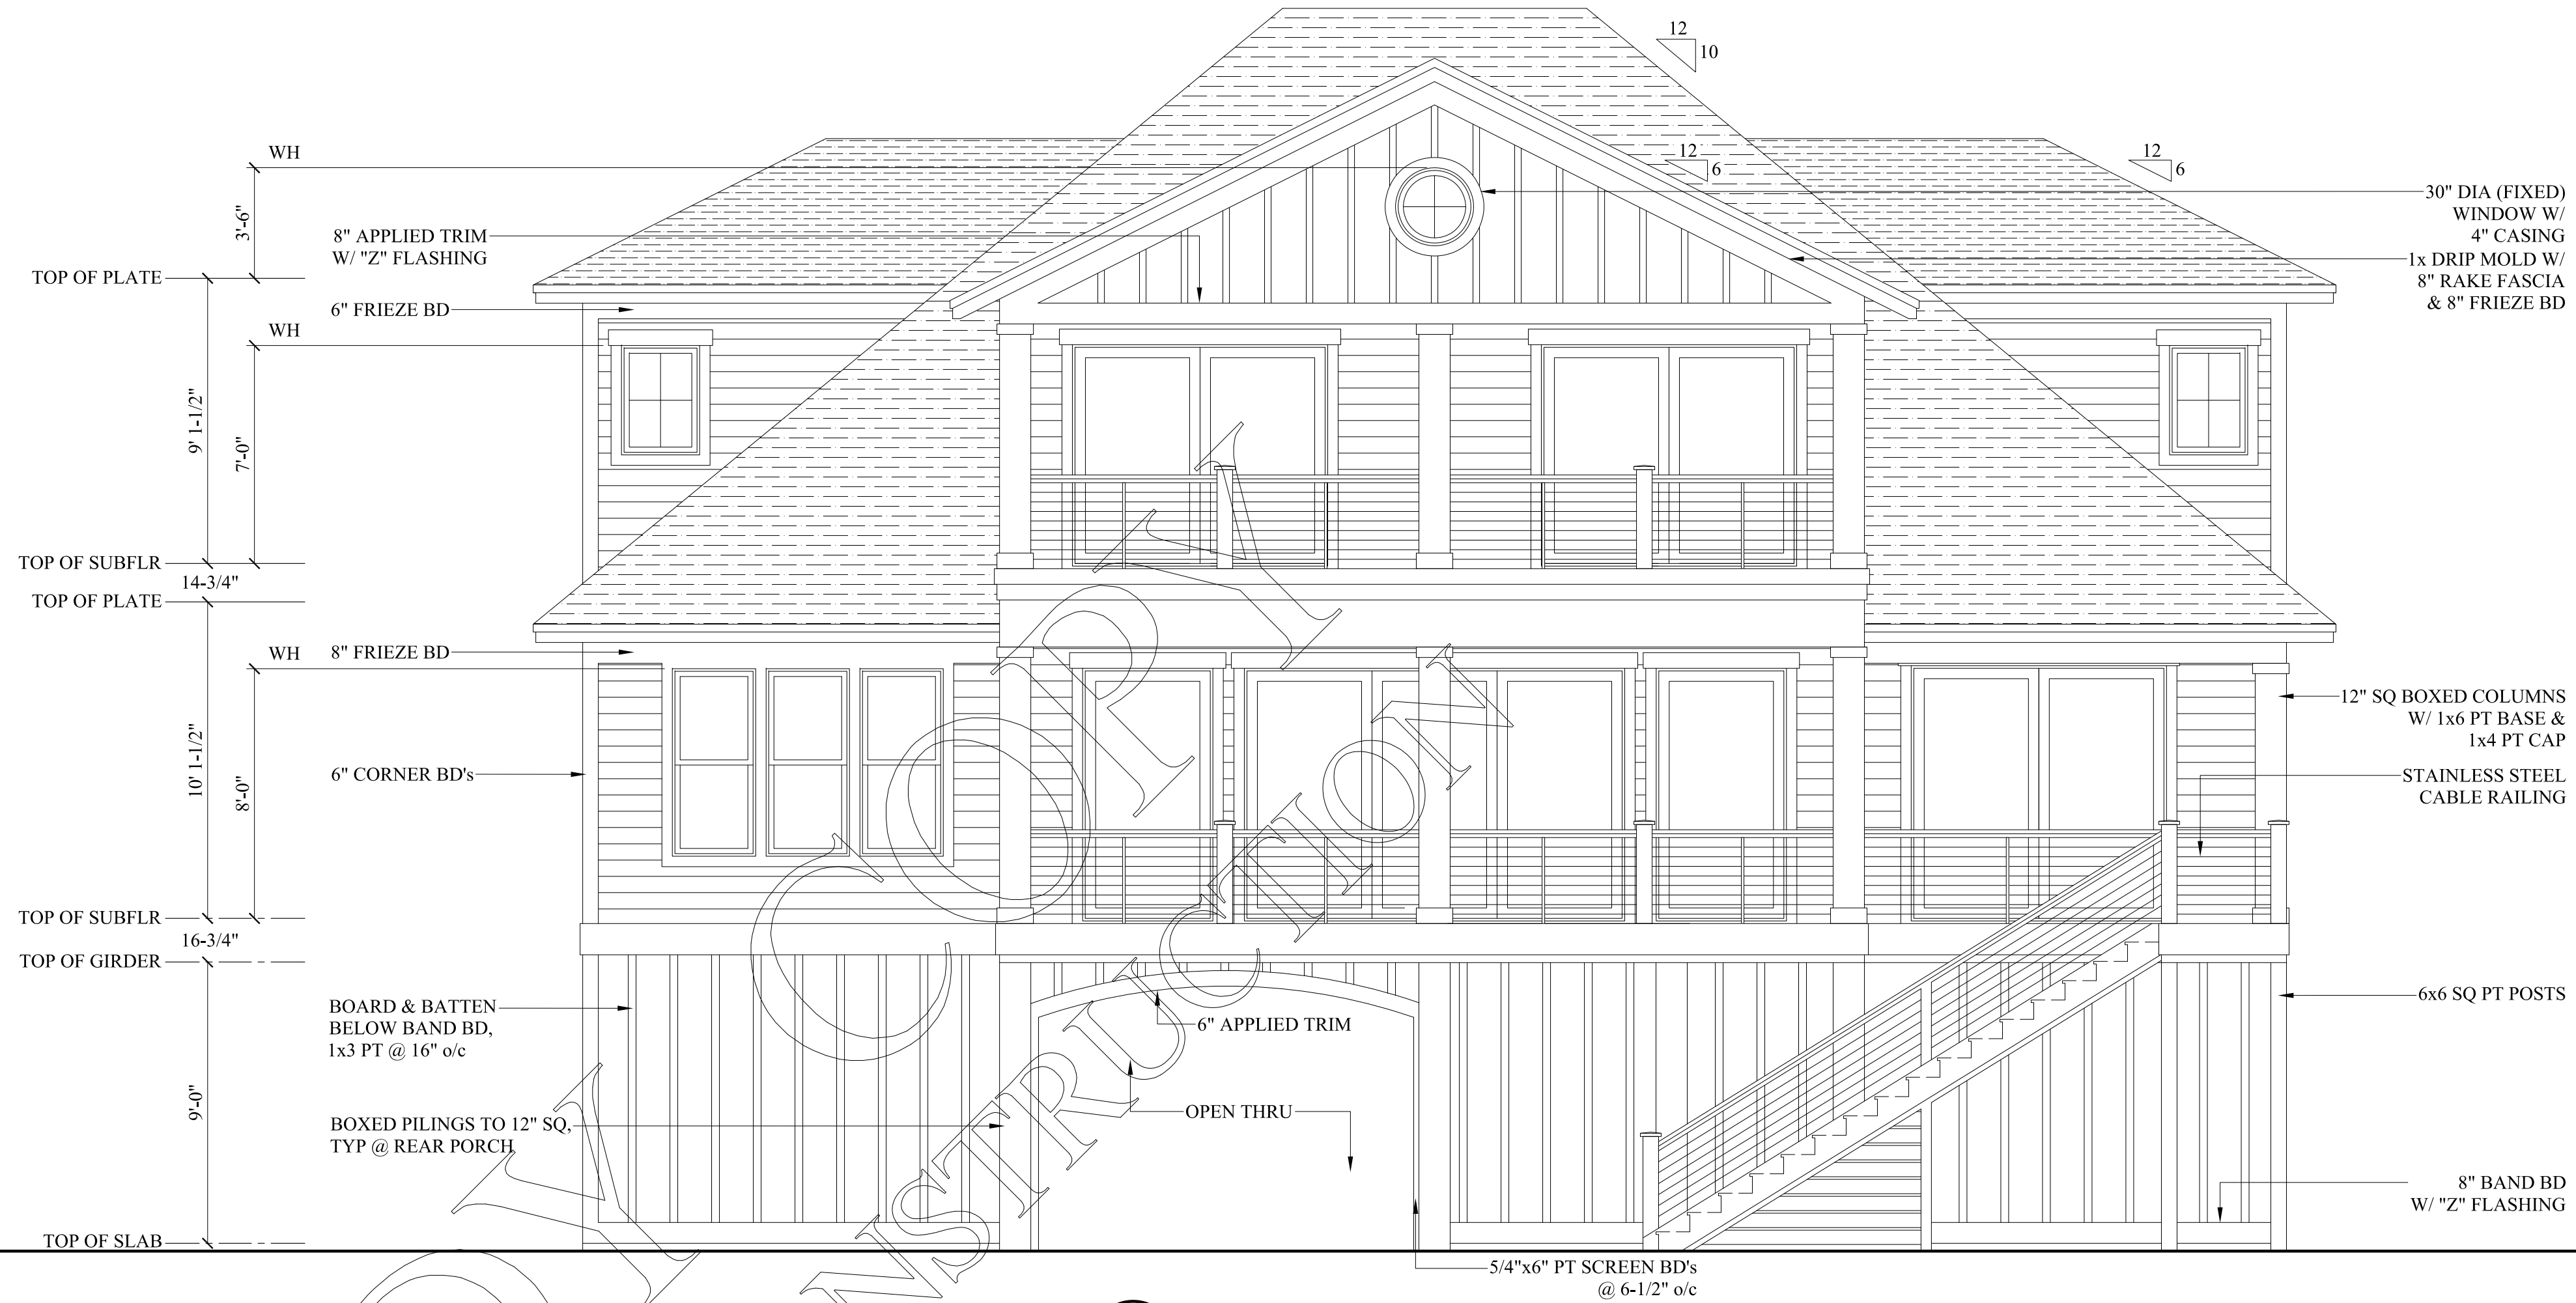 12
10
WH
3'-6"
8" APPLIED TRIM
W/ "Z" FLASHING
TOP OF PLATE
6" FRIEZE BD
WH
9' 1-1/2"
7'-0"
TOP OF SUBFLR
14-3/4"
TOP OF PLATE
WH
8" FRIEZE BD
10' 1-1/2"
8'-0"
6" CORNER BD's
TOP OF SUBFLR
16-3/4"
TOP OF GIRDER
BOARD & BATTEN
BELOW BAND BD,
1x3 PT @ 16" o/c
9'-0"
BOXED PILINGS TO 12" SQ,
TYP @ REAR PORCH
TOP OF SLAB
12
6
12
6
30" DIA (FIXED)
WINDOW W/
4" CASING
1x DRIP MOLD W/
8" RAKE FASCIA
& 8" FRIEZE BD
12" SQ BOXED COLUMNS
W/ 1x6 PT BASE &
1x4 PT CAP
STAINLESS STEEL
CABLE RAILING
6x6 SQ PT POSTS
6" APPLIED TRIM
OPEN THRU
8" BAND BD
W/ "Z" FLASHING
5/4"x6" PT SCREEN BD's
@ 6-1/2" o/c
COPY